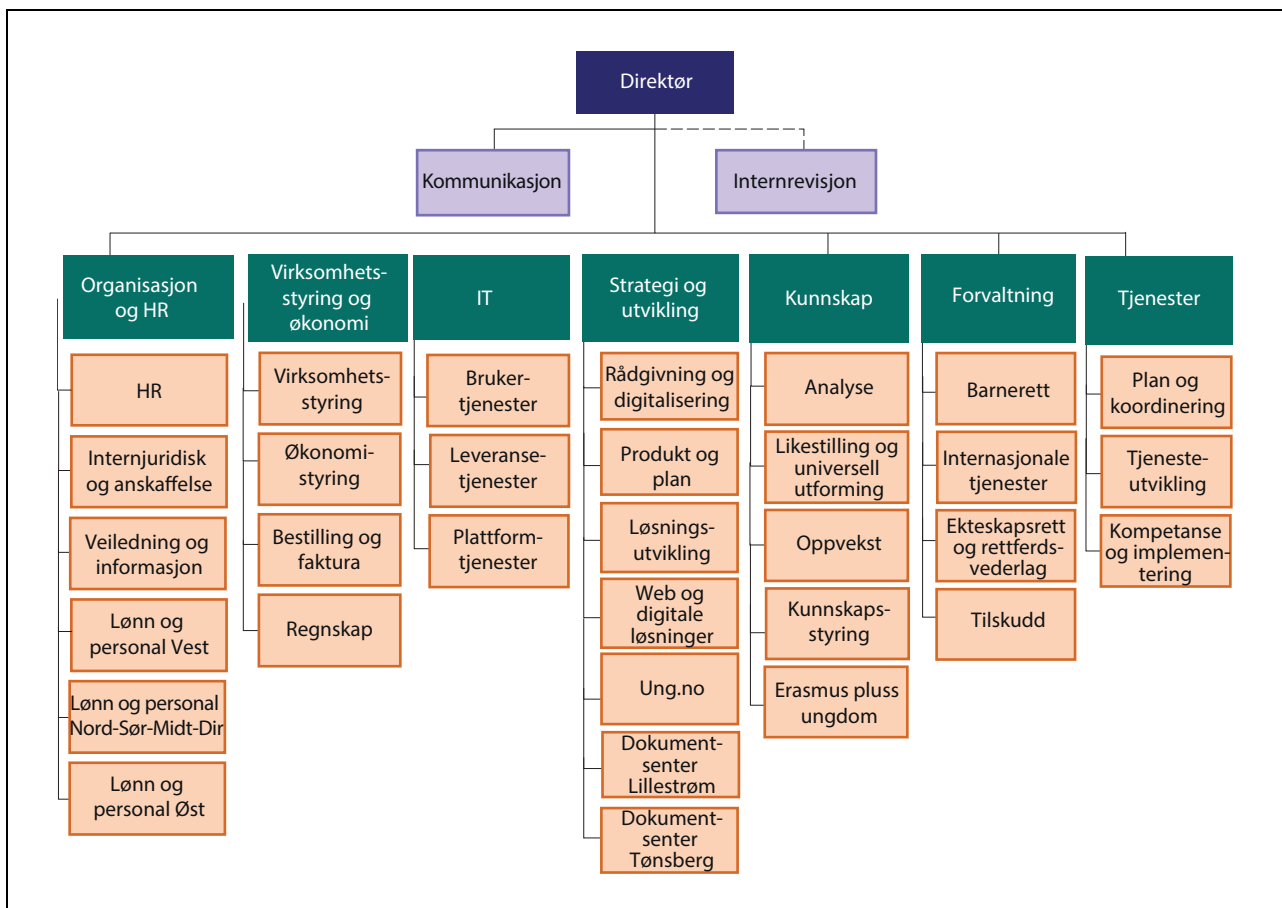 Direktør
Kommunikasjon
Internrevisjon
Organisasjon
og HR
HR
Internjuridisk
og anskaffelse
Veiledning og
informasjon
Lønn og
personal Vest
Lønn og personal
Nord-Sør-Midt-Dir
Lønn og
personal Øst
Virksomhets-
styring og
økonomi
Virksomhets-
styring
Økonomi-
styring
Bestilling og
faktura
Regnskap
IT
Bruker-
tjenester
Leveranse-
tjenester
Plattform-
tjenester
Strategi og
utvikling
Rådgivning og
digitalisering
Produkt og
plan
Løsnings-
utvikling
Web og
digitale
løsninger
Ung.no
Dokument-
senter
Lillestrøm
Dokument-
senter
Tønsberg
Kunnskap
Analyse
Likestilling og
universell
utforming
Oppvekst
Kunnskaps-
styring
Erasmus pluss
ungdom
Forvaltning
Barnerett
Internasjonale
tjenester
Ekteskapsrett
og rettferds-
vederlag
Tilskudd
Tjenester
Plan og
koordinering
Tjeneste-
utvikling
Kompetanse
og implemen-
tering